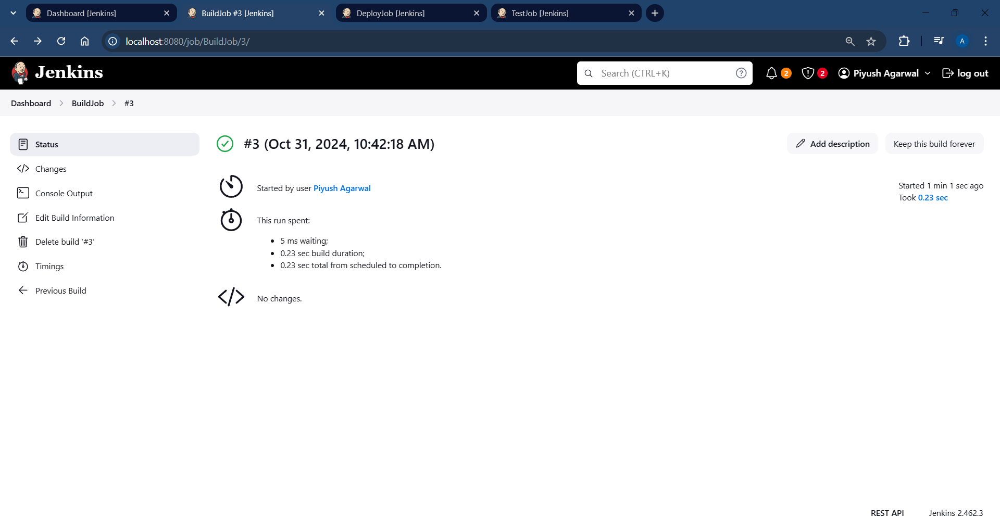 Dashboard [Jenkins]
BuildJob #3 [Jenkins]
DeployJob [Jenkins]
TestJob [Jenkins]
localhost:8080/job/BuildJob/3/
A
Jenkins
Search (CTRL+K)
2
2
Piyush Agarwal
log out
Dashboard
BuildJob
#3
Status
Changes
Console Output
Edit Build Information
Delete build ‘#3’
Timings
Previous Build
#3 (Oct 31, 2024, 10:42:18 AM)
Add description
Keep this build forever
Started by user Piyush Agarwal
Started 1 min 1 sec ago
Took 0.23 sec
This run spent:
5 ms waiting;
0.23 sec build duration;
0.23 sec total from scheduled to completion.
No changes.
REST API
Jenkins 2.462.3